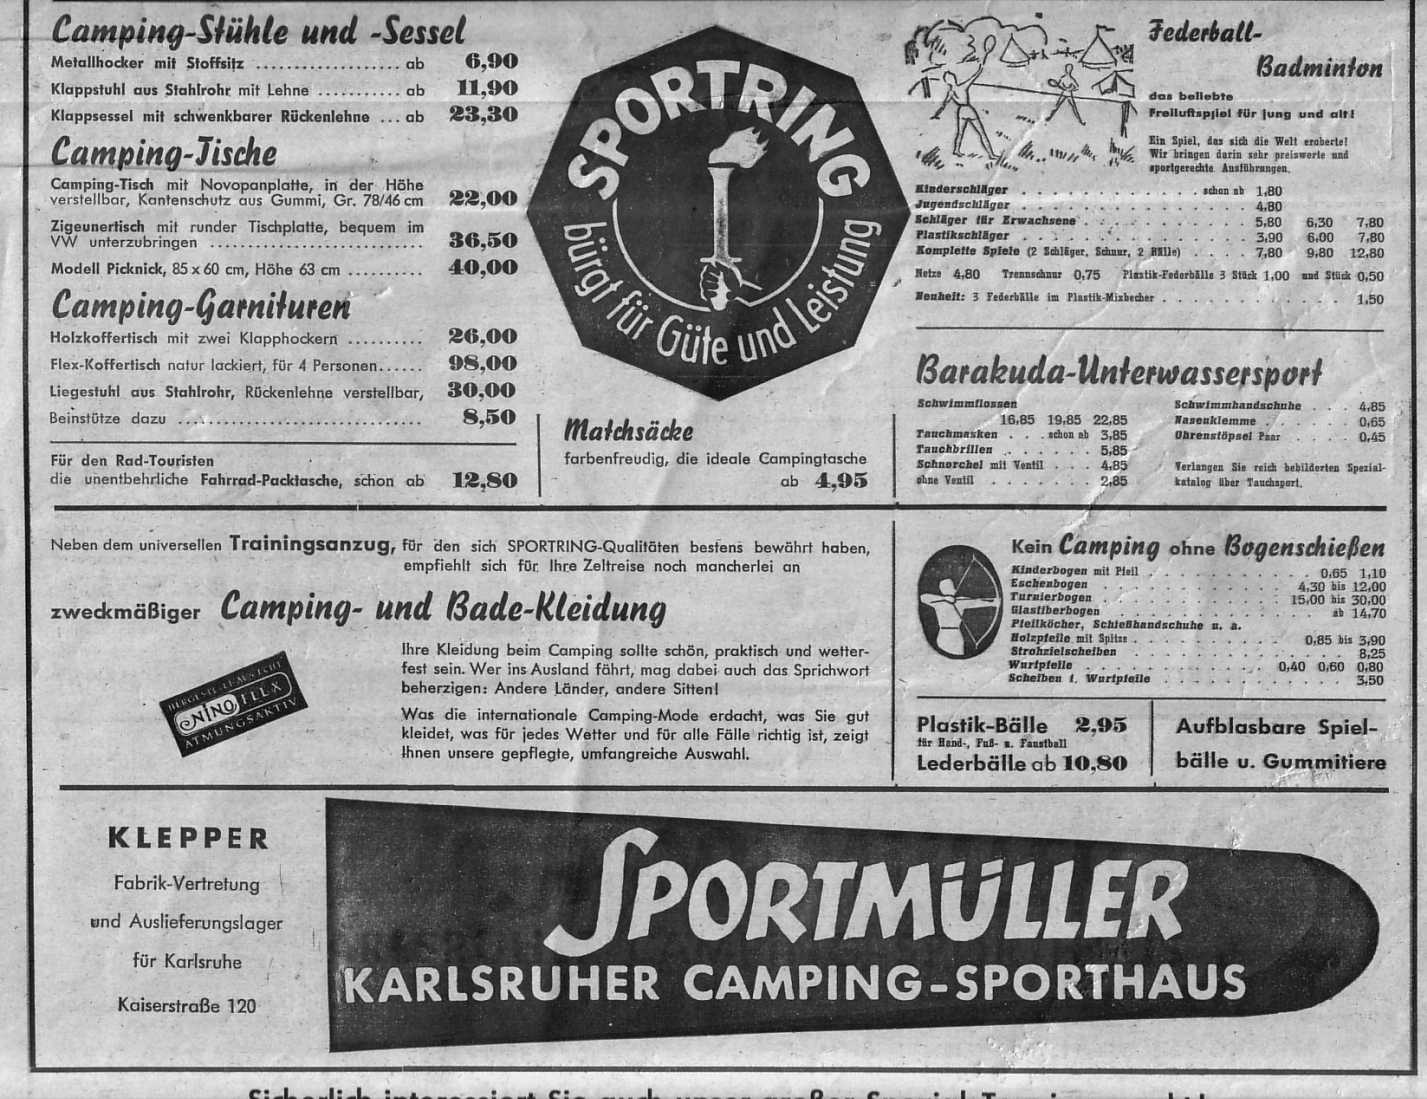 Camping-Stühle und -Sessel
Metallhocker mit Stoffsitz ................... ab 6,90
Klappstuhl aus Stahlrohr mit Lehne ........... ab 11,90
Klappsessel mit schwenkbarer Rückenlehne ... ab 23,30
Camping-Tische
Camping-Tisch mit Novopanplatte, in der Höhe
verstellbar, Kantenschutz aus Gummi, Gr. 78/46 cm 22,00
Zigeunertisch mit runder Tischplatte, bequem im
VW unterzubringen ............................ 36,50
Modell Picknick, 85 x 60 cm, Höhe 63 cm .......... 40,00
Camping-Garnituren
Holzkoffertisch mit zwei Klapphockern .......... 26,00
Flex-Koffertisch natur lackiert, für 4 Personen...... 98,00
Liegestuhl aus Stahlrohr, Rückenlehne verstellbar, 30,00
Beinstütze dazu ................................ 8,50
Für den Rad-Touristen
die unentbehrliche Fahrrad-Packtasche, schon ab 12,80
SPORTRING
bürgt für Güte und Leistung
Matchsäcke
farbenfreudig, die ideale Campingtasche
ab 4,95
Federball-
Badminton
das beliebte
Freiluftspiel für jung und alt!
Ein Spiel, das sich die Welt eroberte!
Wir bringen darin sehr preiswerte und
sportgerechte Ausführungen.
Kinderschläger . . . . . . . . . . . . schon ab 1,80
Jugendschläger . . . . . . . . . . . . . . . 4,80
Schläger für Erwachsene . . . . . . . . . . 5,80 6,30 7,80
Plastikschläger . . . . . . . . . . . . . . 3,90 6,00 7,80
Komplette Spiele (2 Schläger, Schnur, 2 Bälle) . . . . 7,80 9,80 12,80
Netze 4,80 Trennschnur 0,75 Plastik-Federbälle 3 Stück 1,00 und Stück 0,50
Neuheit: 3 Federbälle im Plastik-Mixbecher . . . . . . . . . . . . . 1,50
Barakuda-Unterwassersport
Schwimmflossen
16,85 19,85 22,85
Tauchmasken . . . schon ab 3,85
Tauchbrillen . . . . . . . 5,85
Schnorchel mit Ventil . . . . 4,85
ohne Ventil . . . . . . . 2,85
Schwimmhandschuhe . . . 4,85
Nasenklemme . . . . . . 0,65
Ohrenstöpsel Paar . . . . 0,45
Verlangen Sie reich bebilderten Spezial-
katalog über Tauchsport.
Neben dem universellen Trainingsanzug, für den sich SPORTRING-Qualitäten bestens bewährt haben,
empfiehlt sich für Ihre Zeltreise noch mancherlei an
zweckmäßiger Camping- und Bade-Kleidung
Ihre Kleidung beim Camping sollte schön, praktisch und wetter-
fest sein. Wer ins Ausland fährt, mag dabei auch das Sprichwort
beherzigen: Andere Länder, andere Sitten!
Was die internationale Camping-Mode erdacht, was Sie gut
kleidet, was für jedes Wetter und für alle Fälle richtig ist, zeigt
Ihnen unsere gepflegte, umfangreiche Auswahl.
HERGESTELLT AUS ECHT
NINO FLEX
ATMUNGSAKTIV
Kein Camping ohne Bogenschießen
Kinderbogen mit Pfeil . . . . . . . . . . . 0,65 1,10
Eschenbogen . . . . . . . . . . . . . 4,30 bis 12,00
Turnierbogen . . . . . . . . . . . . 15,00 bis 30,00
Glasfiberbogen . . . . . . . . . . . . . . ab 14,70
Pfeilköcher, Schießhandschuhe u. a.
Holzpfeile mit Spitze . . . . . . . . . . 0,85 bis 3,90
Strohzielscheiben . . . . . . . . . . . . . . 8,25
Wurfpfeile . . . . . . . . . . . . 0,40 0,60 0,80
Scheiben f. Wurfpfeile . . . . . . . . . . . . 3,50
Plastik-Bälle 2,95
für Hand-, Fuß- u. Faustball
Lederbälle ab 10,80
Aufblasbare Spiel-
bälle u. Gummitiere
KLEPPER
Fabrik-Vertretung
und Auslieferungslager
für Karlsruhe
Kaiserstraße 120
SPORTMÜLLER
KARLSRUHER CAMPING-SPORTHAUS